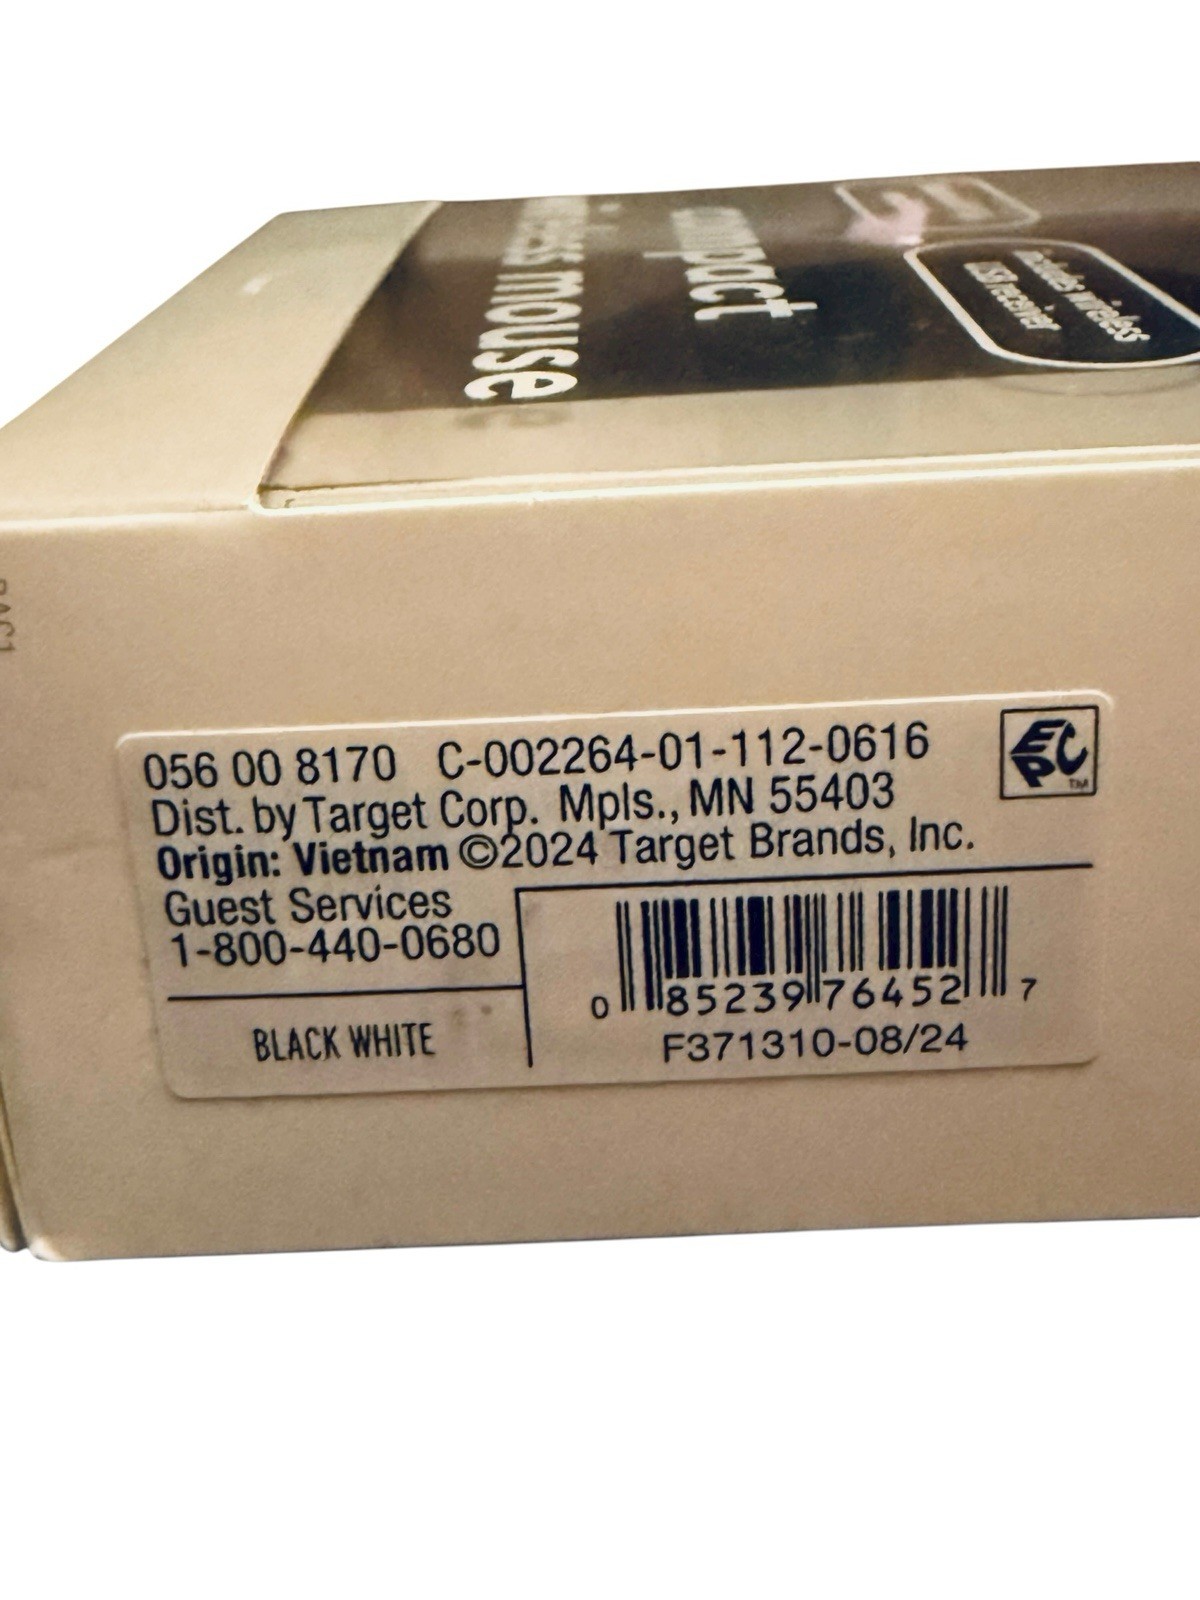 compact
wireless mouse
includes wireless
USB receiver
056 00 8170 C-002264-01-112-0616
Dist. by Target Corp. Mpls., MN 55403
Origin: Vietnam ©2024 Target Brands, Inc.
Guest Services
1-800-440-0680
BLACK WHITE
EPC™
0 85239 76452 7
F371310-08/24